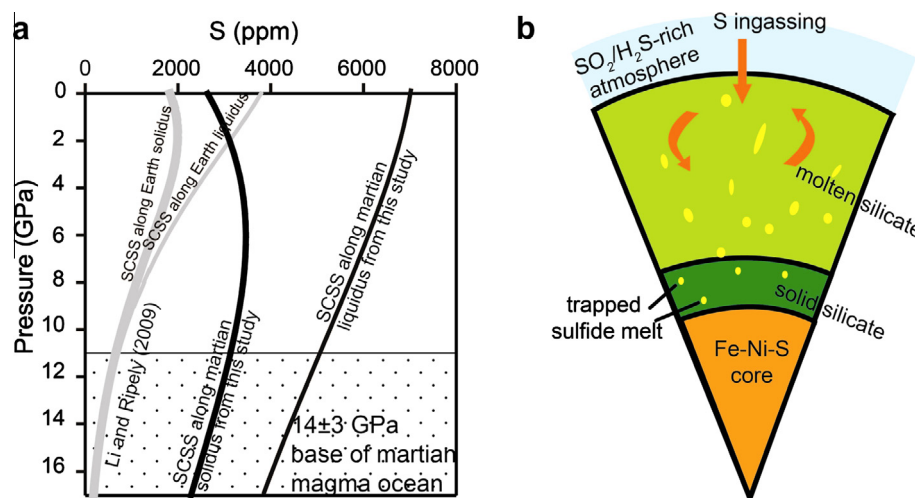 a
S (ppm)
0 2000 4000 6000 8000
Pressure (GPa)
0
2
4
6
8
10
12
14
16
SCSS along Earth solidus
SCSS along Earth liquidus
Li and Ripely (2009)
SCSS along martian
solidus from this study
SCSS along martian
liquidus from this study
14±3 GPa
base of martian
magma ocean
b
S ingassing
SO2/H2S-rich
atmosphere
molten silicate
trapped
sulfide melt
solid silicate
Fe-Ni-S
core